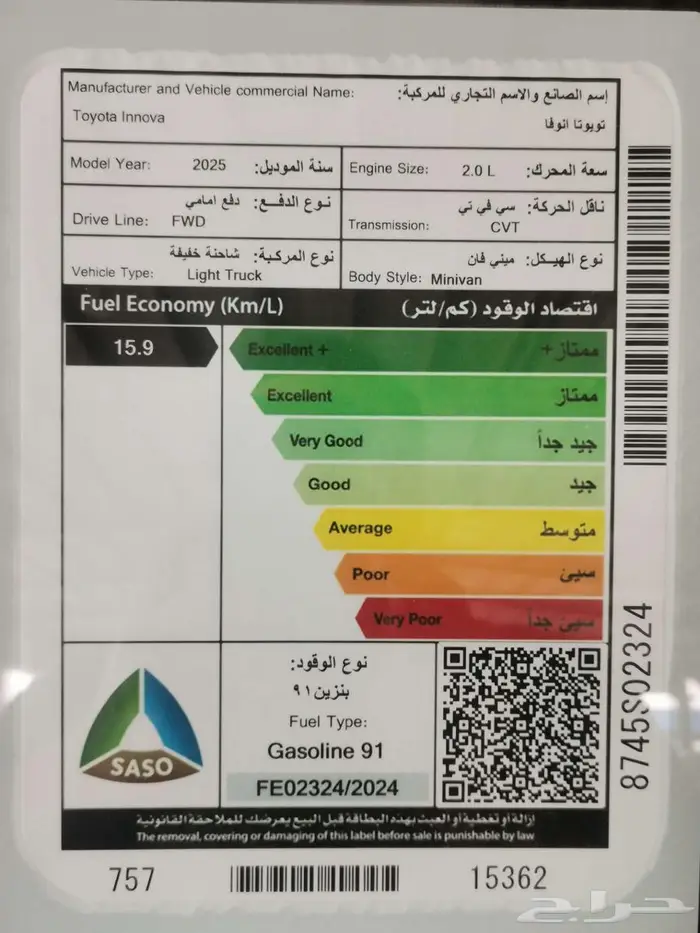 Manufacturer and Vehicle commercial Name: إسم الصانع والاسم التجاري للمركبة:
Toyota Innova تويوتا انوفا
Model Year: 2025 سنة الموديل:
Engine Size: 2.0 L سعة المحرك:
نوع الدفع: دفع امامي
Drive Line: FWD
ناقل الحركة: سي في تي
Transmission: CVT
نوع المركبة: شاحنة خفيفة
Vehicle Type: Light Truck
نوع الهيكل: ميني فان
Body Style: Minivan
Fuel Economy (Km/L) اقتصاد الوقود (كم/لتر)
15.9
Excellent + ممتاز +
Excellent ممتاز
Very Good جيد جداً
Good جيد
Average متوسط
Poor سيئ
Very Poor سيئ جداً
SASO
نوع الوقود:
بنزين ٩١
Fuel Type:
Gasoline 91
FE02324/2024
8745S02324
إزالة أو تغطية أو العبث بهذه البطاقة قبل البيع يعرضك للملاحقة القانونية
The removal, covering or damaging of this label before sale is punishable by law
757 15362
حراج